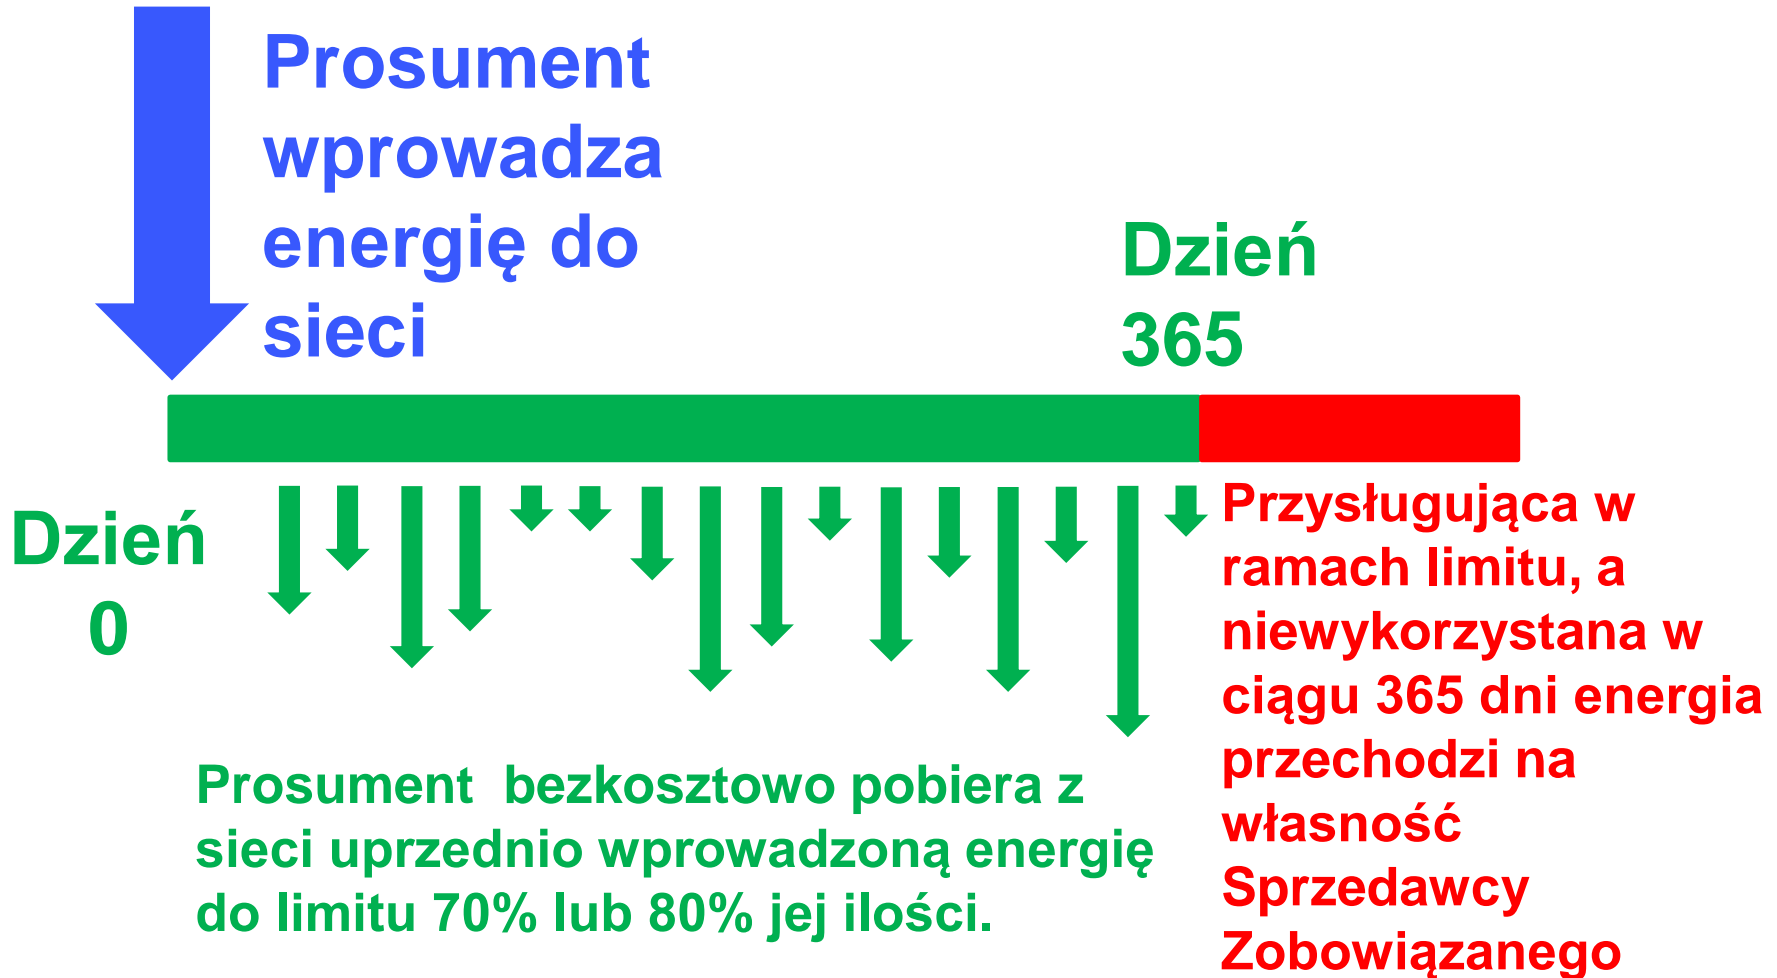 Prosument
wprowadza
energię do
sieci
Dzień
365
Dzień
0
Prosument  bezkosztowo pobiera z
sieci uprzednio wprowadzoną energię
do limitu 70% lub 80% jej ilości.
Przysługująca w
ramach limitu, a
niewykorzystana w
ciągu 365 dni energia
przechodzi na
własność
Sprzedawcy
Zobowiązanego